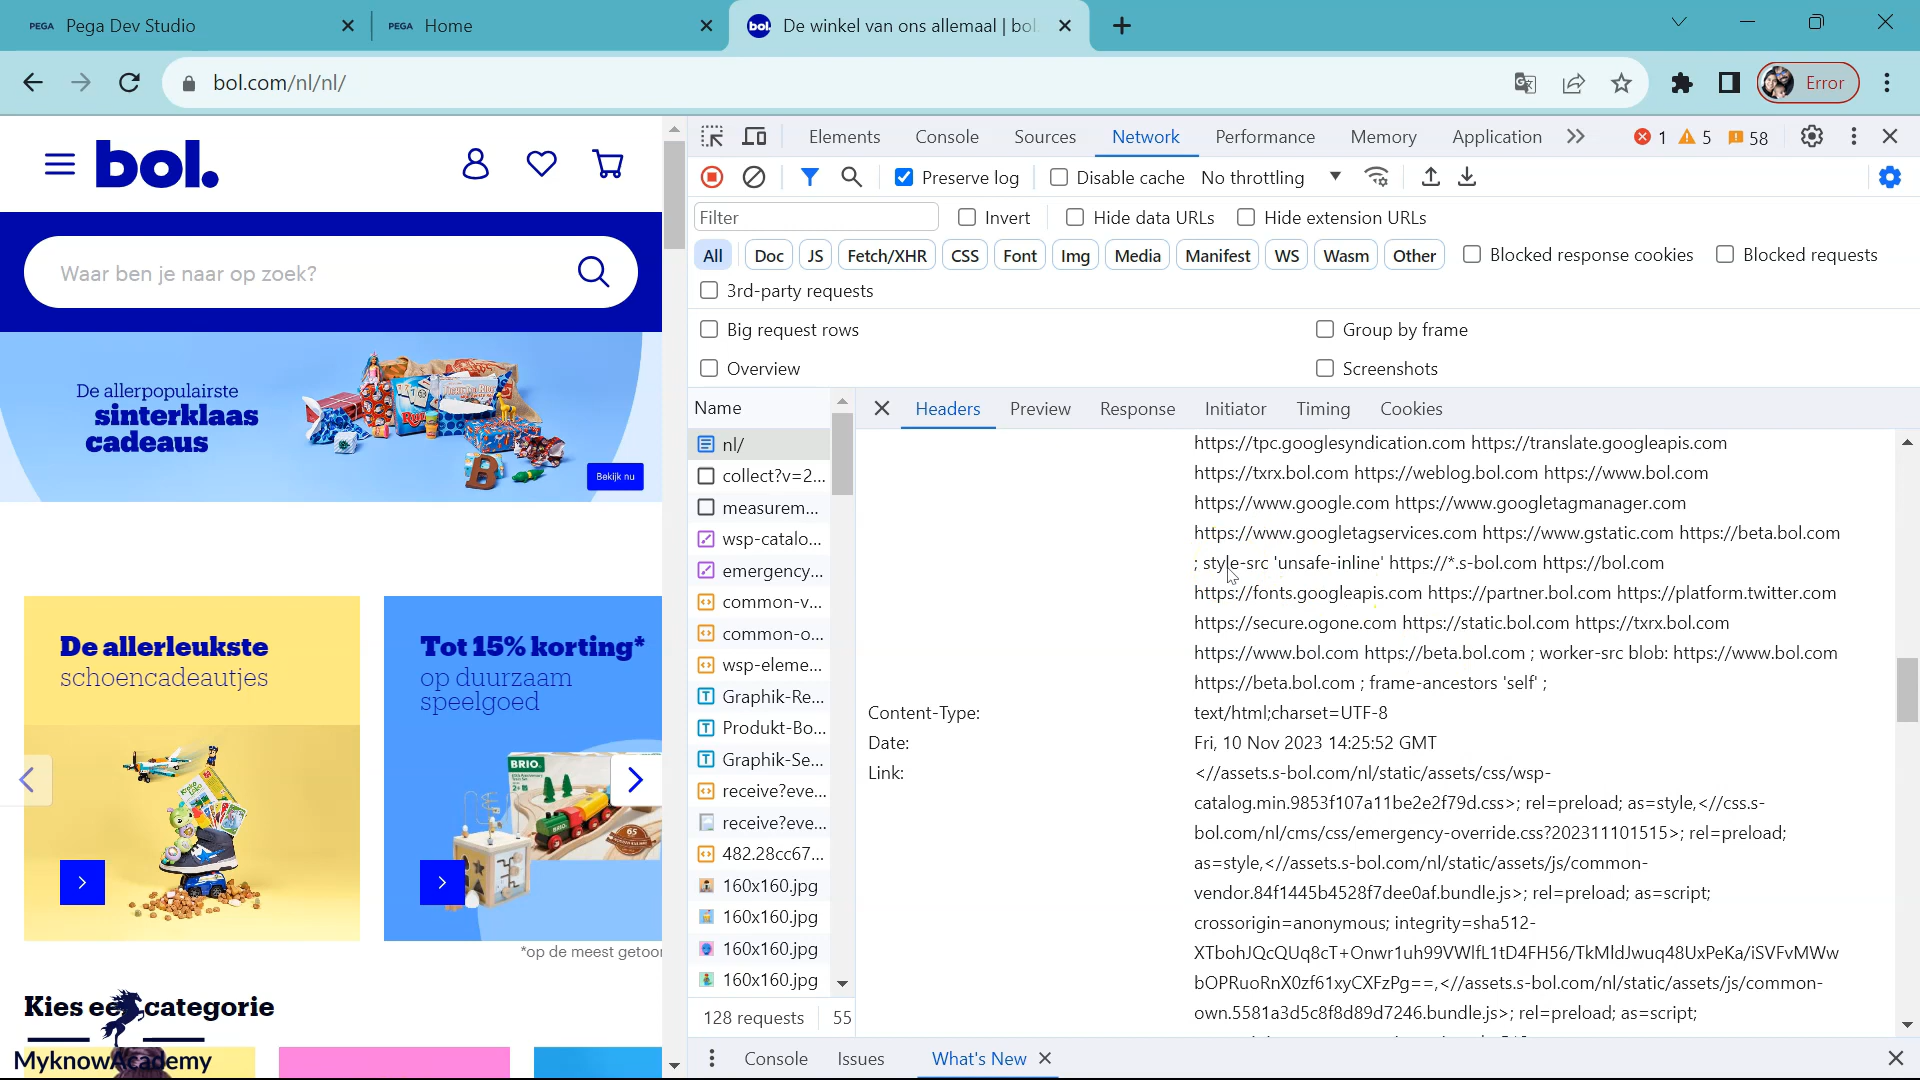 PEGA Pega Dev Studio
PEGA Home
bol. De winkel van ons allemaal | bol.
bol.com/nl/nl/
Error
bol.
Waar ben je naar op zoek?
De allerpopulairste
sinterklaas
cadeaus
Bekijk nu
De allerleukste
schoencadeautjes
Tot 15% korting*
op duurzaam
speelgoed
BRIO
*op de meest getoor
Kies een categorie
MyknowAcademy
Elements Console Sources Network Performance Memory Application 1 5 58
Preserve log Disable cache No throttling
Filter Invert Hide data URLs Hide extension URLs
All Doc JS Fetch/XHR CSS Font Img Media Manifest WS Wasm Other Blocked response cookies Blocked requests
3rd-party requests
Big request rows Group by frame
Overview Screenshots
Name
nl/
collect?v=2...
measurem...
wsp-catalo...
emergency...
common-v...
common-o...
wsp-eleme...
Graphik-Re...
Produkt-Bo...
Graphik-Se...
receive?eve...
receive?eve...
482.28cc67...
160x160.jpg
160x160.jpg
160x160.jpg
160x160.jpg
128 requests 55
Headers Preview Response Initiator Timing Cookies
https://tpc.googlesyndication.com https://translate.googleapis.com
https://txrx.bol.com https://weblog.bol.com https://www.bol.com
https://www.google.com https://www.googletagmanager.com
https://www.googletagservices.com https://www.gstatic.com https://beta.bol.com
; style-src 'unsafe-inline' https://*.s-bol.com https://bol.com
https://fonts.googleapis.com https://partner.bol.com https://platform.twitter.com
https://secure.ogone.com https://static.bol.com https://txrx.bol.com
https://www.bol.com https://beta.bol.com ; worker-src blob: https://www.bol.com
https://beta.bol.com ; frame-ancestors 'self' ;
Content-Type: text/html;charset=UTF-8
Date: Fri, 10 Nov 2023 14:25:52 GMT
Link: <//assets.s-bol.com/nl/static/assets/css/wsp-
catalog.min.9853f107a11be2e2f79d.css>; rel=preload; as=style,<//css.s-
bol.com/nl/cms/css/emergency-override.css?202311101515>; rel=preload;
as=style,<//assets.s-bol.com/nl/static/assets/js/common-
vendor.84f1445b4528f7dee0af.bundle.js>; rel=preload; as=script;
crossorigin=anonymous; integrity=sha512-
XTbohJQcQUq8cT+Onwr1uh99VWlfL1tD4FH56/TkMldJwuq48UxPeKa/iSVFvMWw
bOPRuoRnX0zf61xyCXFzPg==,<//assets.s-bol.com/nl/static/assets/js/common-
own.5581a3d5c8f8d89d7246.bundle.js>; rel=preload; as=script;
Console Issues What's New